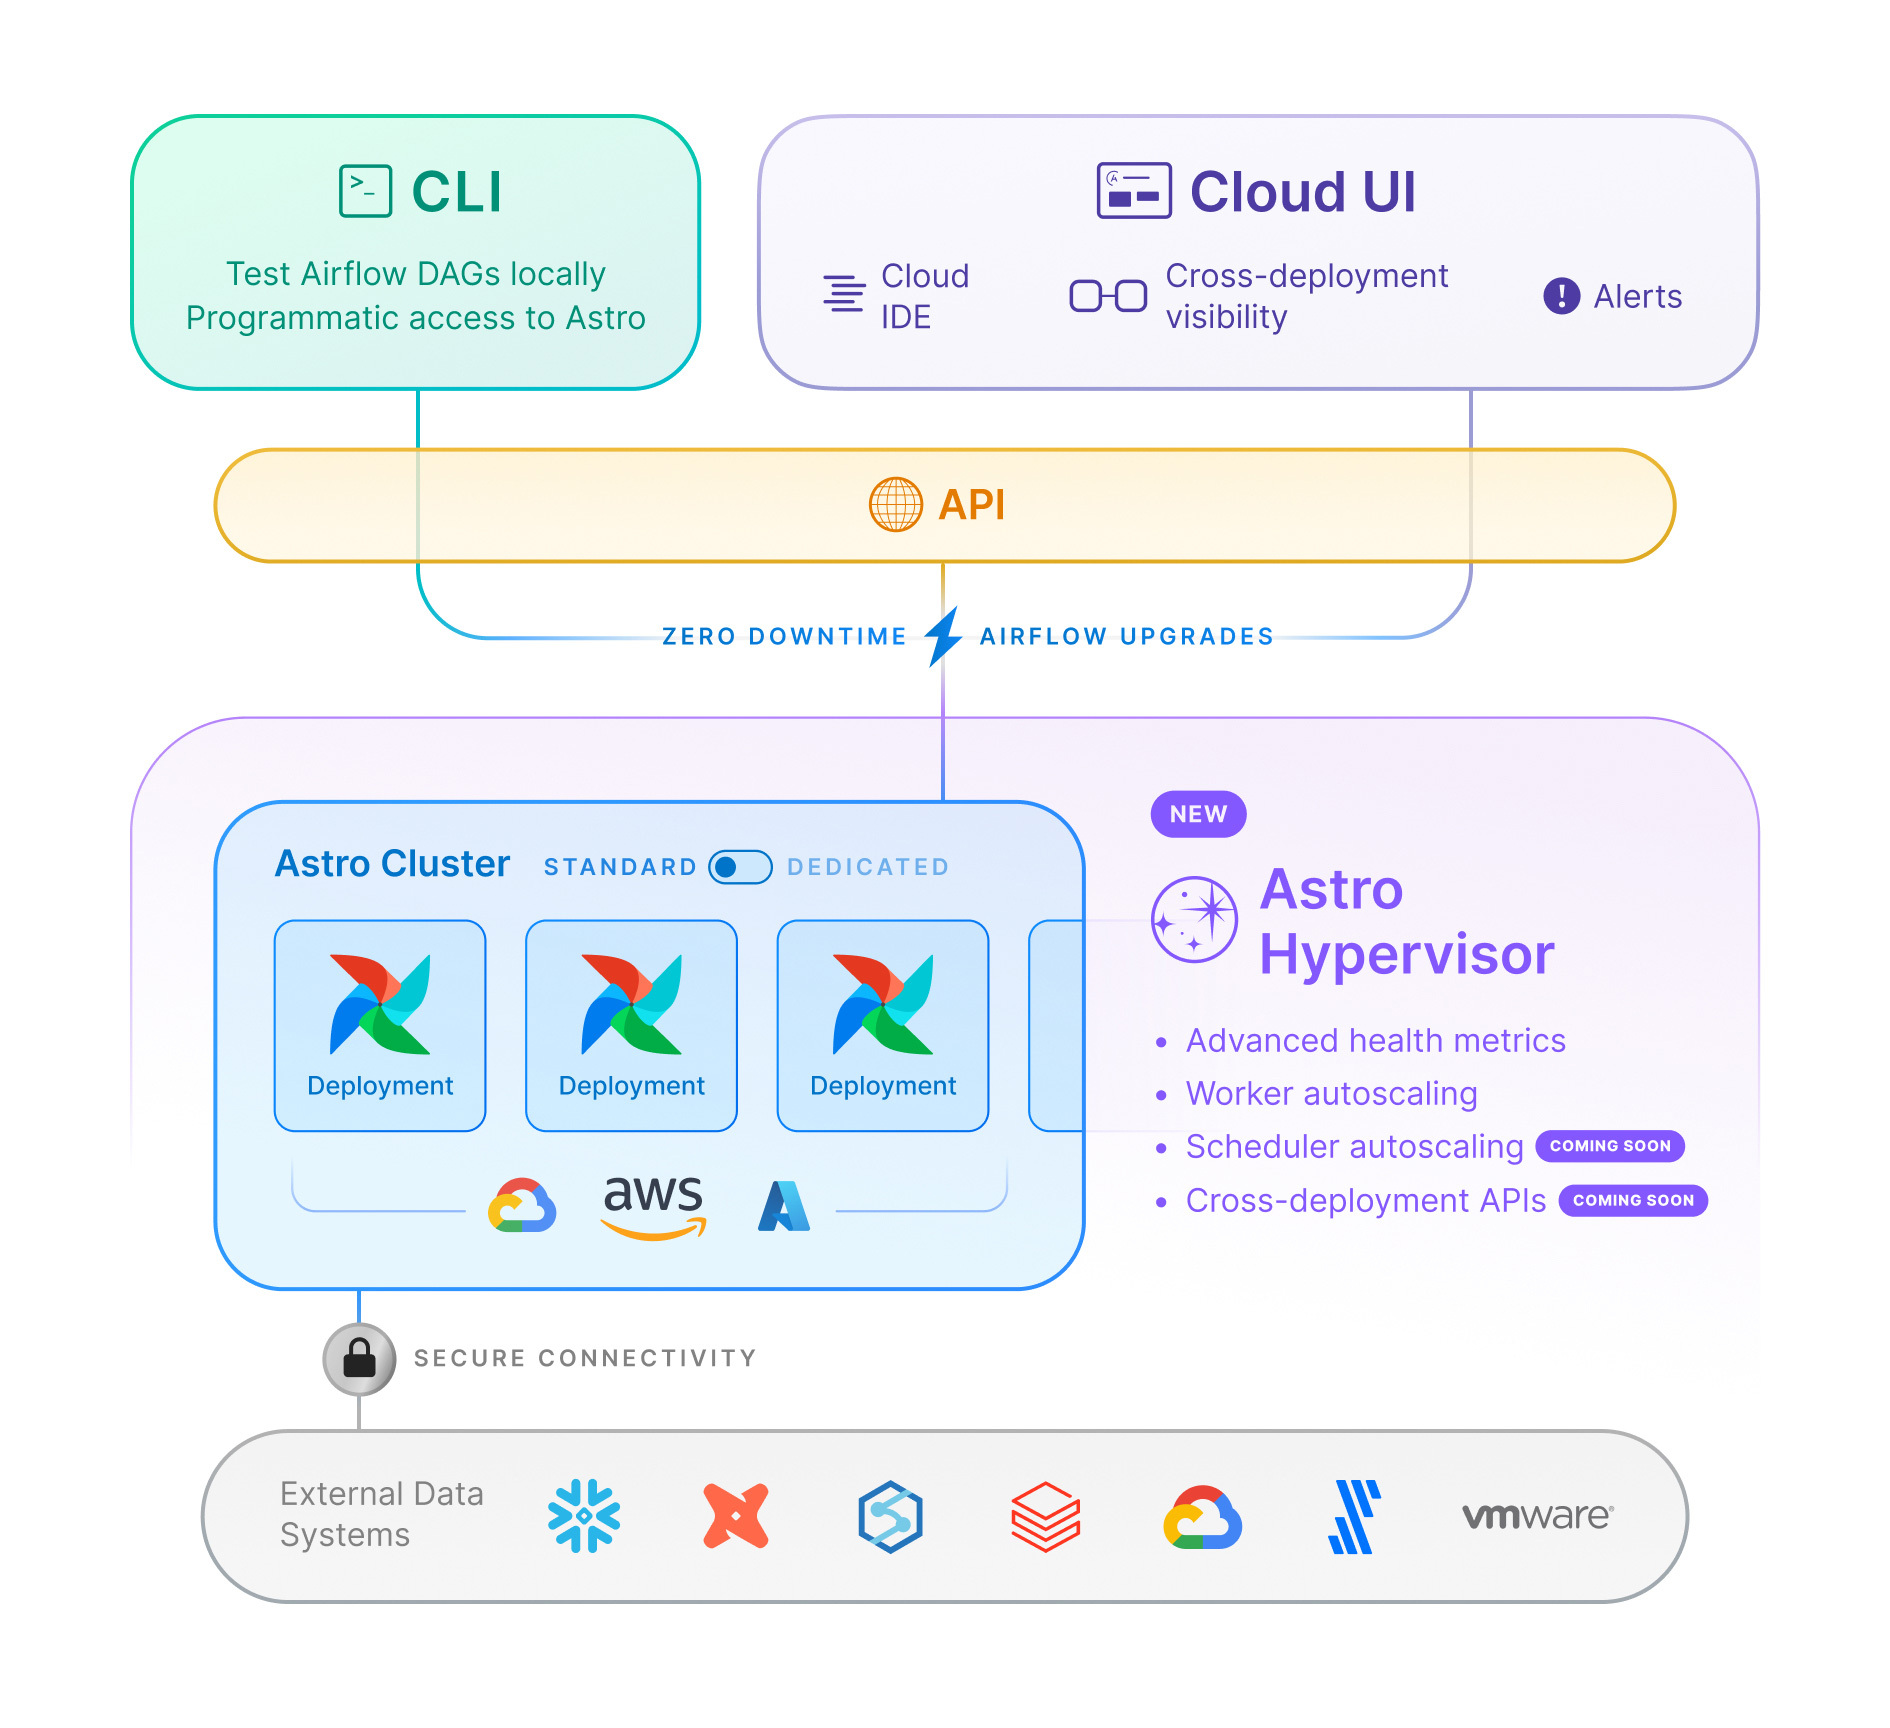 >_ CLI
Test Airflow DAGs locally
Programmatic access to Astro
Cloud UI
Cloud
IDE
Cross-deployment
visibility
! Alerts
API
ZERO DOWNTIME AIRFLOW UPGRADES
NEW
Astro
Hypervisor
Advanced health metrics
Worker autoscaling
Scheduler autoscaling COMING SOON
Cross-deployment APIs COMING SOON
Astro Cluster STANDARD DEDICATED
Deployment
Deployment
Deployment
aws
SECURE CONNECTIVITY
External Data
Systems
vmware®